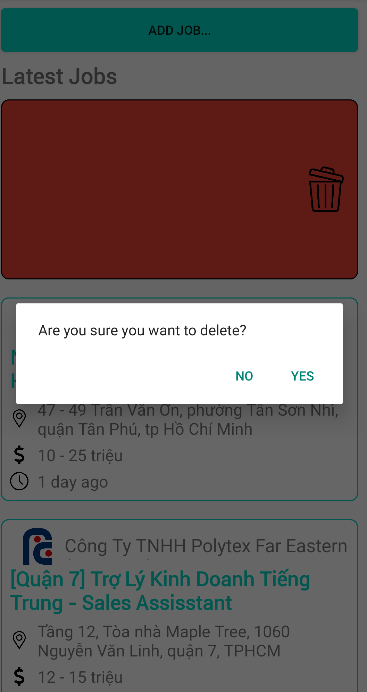 ADD JOB...
Latest Jobs
Are you sure you want to delete?
NO YES
47 - 49 Trần Văn Ơn, phường Tân Sơn Nhì,
quận Tân Phú, tp Hồ Chí Minh
10 - 25 triệu
1 day ago
Công Ty TNHH Polytex Far Eastern
[Quận 7] Trợ Lý Kinh Doanh Tiếng
Trung - Sales Assisstant
Tầng 12, Tòa nhà Maple Tree, 1060
Nguyễn Văn Linh, quận 7, TPHCM
12 - 15 triệu